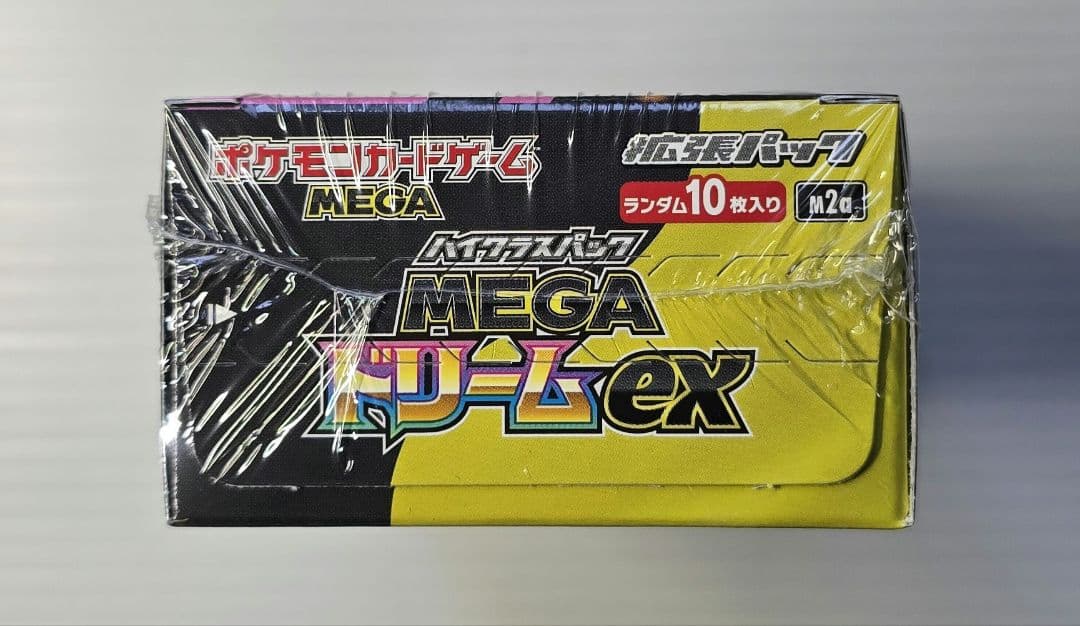 ポケモンカードゲーム
MEGA
拡張パック
ランダム10枚入り
M2a
ハイクラスパック
MEGA
ドリームex